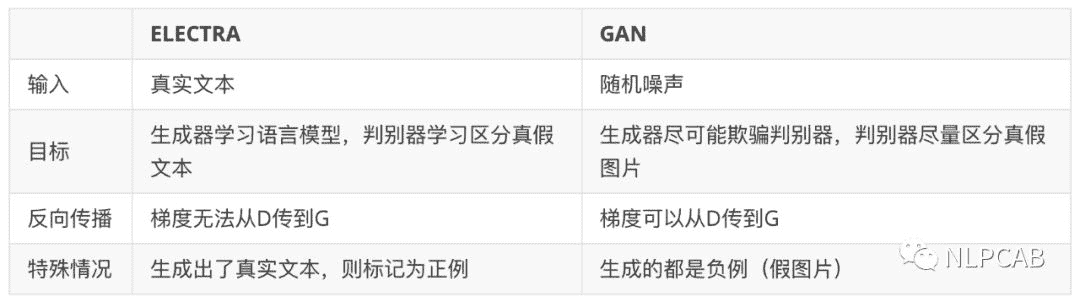 ELECTRA GAN
输入 真实文本 随机噪声
目标 生成器学习语言模型，判别器学习区分真假文本 生成器尽可能欺骗判别器，判别器尽量区分真假图片
反向传播 梯度无法从D传到G 梯度可以从D传到G
特殊情况 生成出了真实文本，则标记为正例 生成的都是负例（假图片）
NLPCAB